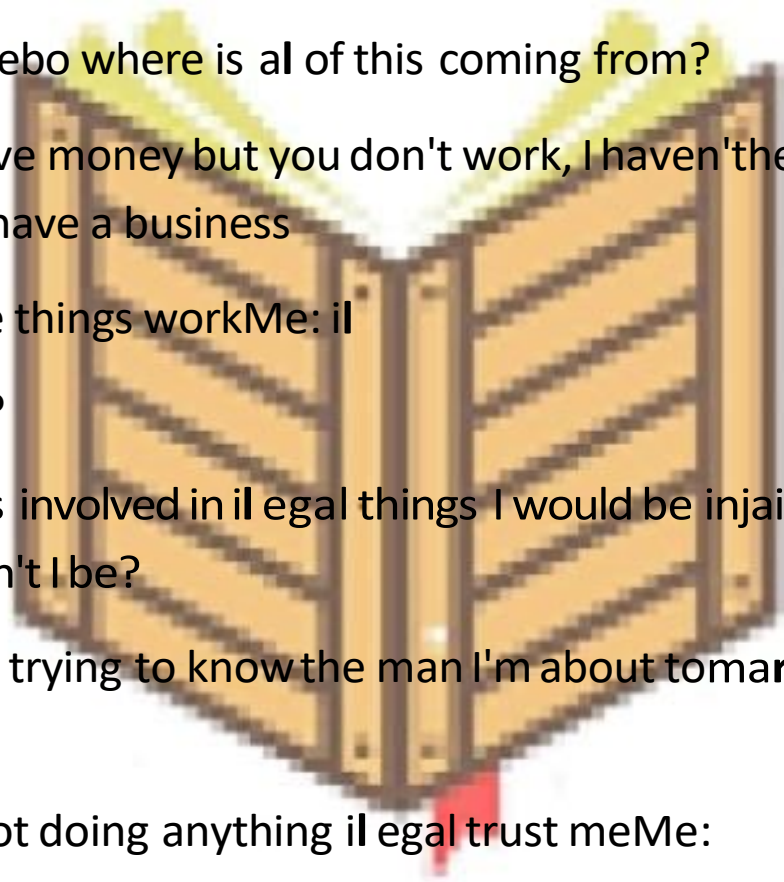 ebo where is al of this coming from?
ve money but you don't work, I haven'the
have a business
e things workMe: il
?
s involved in il egal things I would be injai
n't I be?
trying to know the man I'm about tomar
ot doing anything il egal trust meMe: